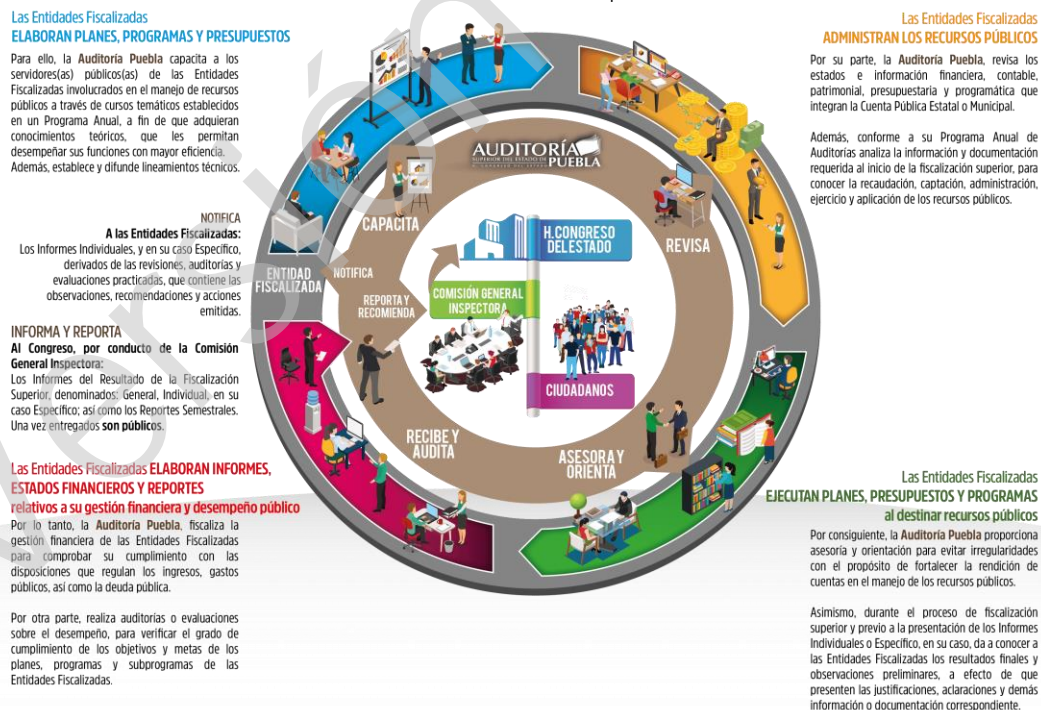 Las Entidades Fiscalizadas
ELABORAN PLANES, PROGRAMAS Y PRESUPUESTOS
Para ello, la Auditoría Puebla capacita a los
servidores(as) públicos(as) de las Entidades
Fiscalizadas involucrados en el manejo de recursos
públicos a través de cursos temáticos establecidos
en un Programa Anual, a fin de que adquieran
conocimientos teóricos, que les permitan
desempeñar sus funciones con mayor eficiencia.
Además, establece y difunde lineamientos técnicos.
NOTIFICA
A las Entidades Fiscalizadas:
Los Informes Individuales, y en su caso Específico,
derivados de las revisiones, auditorías y
evaluaciones practicadas, que contiene las
observaciones, recomendaciones y acciones
emitidas.
INFORMA Y REPORTA
Al Congreso, por conducto de la Comisión
General Inspectora:
Los Informes del Resultado de la Fiscalización
Superior, denominados: General, Individual, en su
caso Específico; así como los Reportes Semestrales.
Una vez entregados son públicos.
Las Entidades Fiscalizadas ELABORAN INFORMES,
ESTADOS FINANCIEROS Y REPORTES
relativos a su gestión financiera y desempeño público
Por lo tanto, la Auditoría Puebla, fiscaliza la
gestión financiera de las Entidades Fiscalizadas
para comprobar su cumplimiento con las
disposiciones que regulan los ingresos, gastos
públicos, así como la deuda pública.
Por otra parte, realiza auditorías o evaluaciones
sobre el desempeño, para verificar el grado de
cumplimiento de los objetivos y metas de los
planes, programas y subprogramas de las
Entidades Fiscalizadas.
AUDITORÍA
SUPERIOR DEL ESTADO DE
PUEBLA
H. CONGRESO DEL ESTADO
CAPACITA
REVISA
H. CONGRESO
DEL ESTADO
ENTIDAD
FISCALIZADA
NOTIFICA
REPORTA Y
RECOMIENDA
COMISIÓN GENERAL
INSPECTORA
CIUDADANOS
RECIBE Y
AUDITA
ASESORA Y
ORIENTA
Las Entidades Fiscalizadas
ADMINISTRAN LOS RECURSOS PÚBLICOS
Por su parte, la Auditoría Puebla, revisa los
estados e información financiera, contable,
patrimonial, presupuestaria y programática que
integran la Cuenta Pública Estatal o Municipal.
Además, conforme a su Programa Anual de
Auditorías analiza la información y documentación
requerida al inicio de la fiscalización superior, para
conocer la recaudación, captación, administración,
ejercicio y aplicación de los recursos públicos.
Las Entidades Fiscalizadas
EJECUTAN PLANES, PRESUPUESTOS Y PROGRAMAS
al destinar recursos públicos
Por consiguiente, la Auditoría Puebla proporciona
asesoría y orientación para evitar irregularidades
con el propósito de fortalecer la rendición de
cuentas en el manejo de los recursos públicos.
Asimismo, durante el proceso de fiscalización
superior y previo a la presentación de los Informes
Individuales o Específico, en su caso, da a conocer a
las Entidades Fiscalizadas los resultados finales y
observaciones preliminares, a efecto de que
presenten las justificaciones, aclaraciones y demás
información o documentación correspondiente.